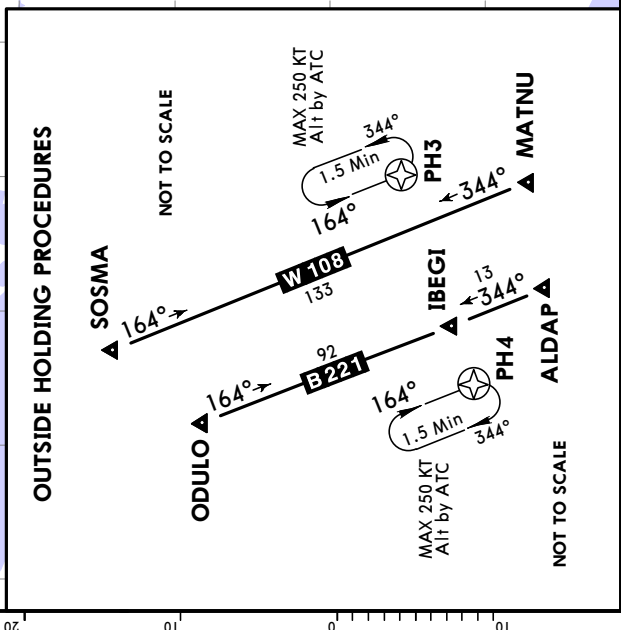 OUTSIDE HOLDING PROCEDURES
NOT TO SCALE
SOSMA
164°
W 108
133
344°
MATNU
MAX 250 KT
Alt by ATC
344°
1.5 Min
164°
PH3
ODULO
164°
92
B221
IBEGI
13
344°
ALDAP
164°
1.5 Min
344°
PH4
MAX 250 KT
Alt by ATC
NOT TO SCALE
20
10
0
10